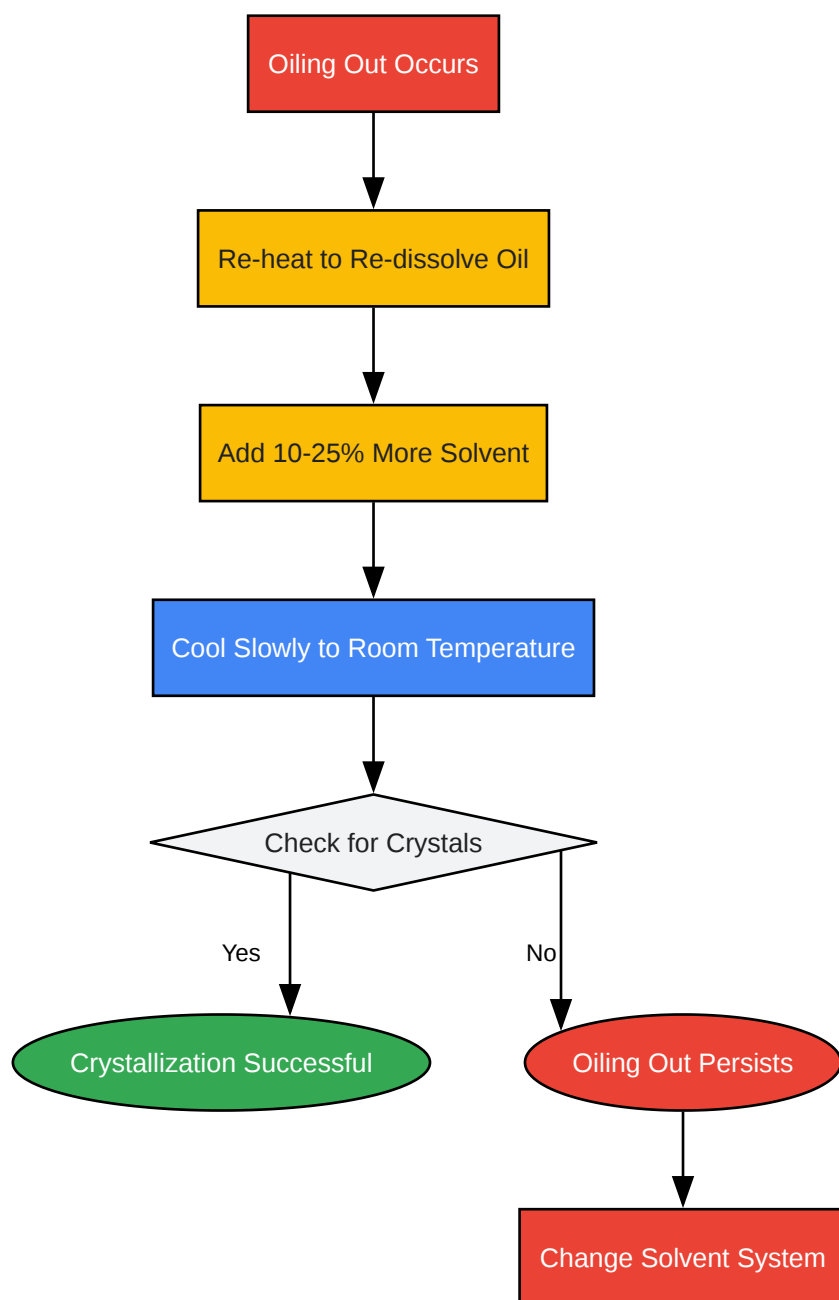 Oiling Out Occurs
Re-heat to Re-dissolve Oil
Add 10-25% More Solvent
Cool Slowly to Room Temperature
Check for Crystals
Yes
No
Crystallization Successful
Oiling Out Persists
Change Solvent System